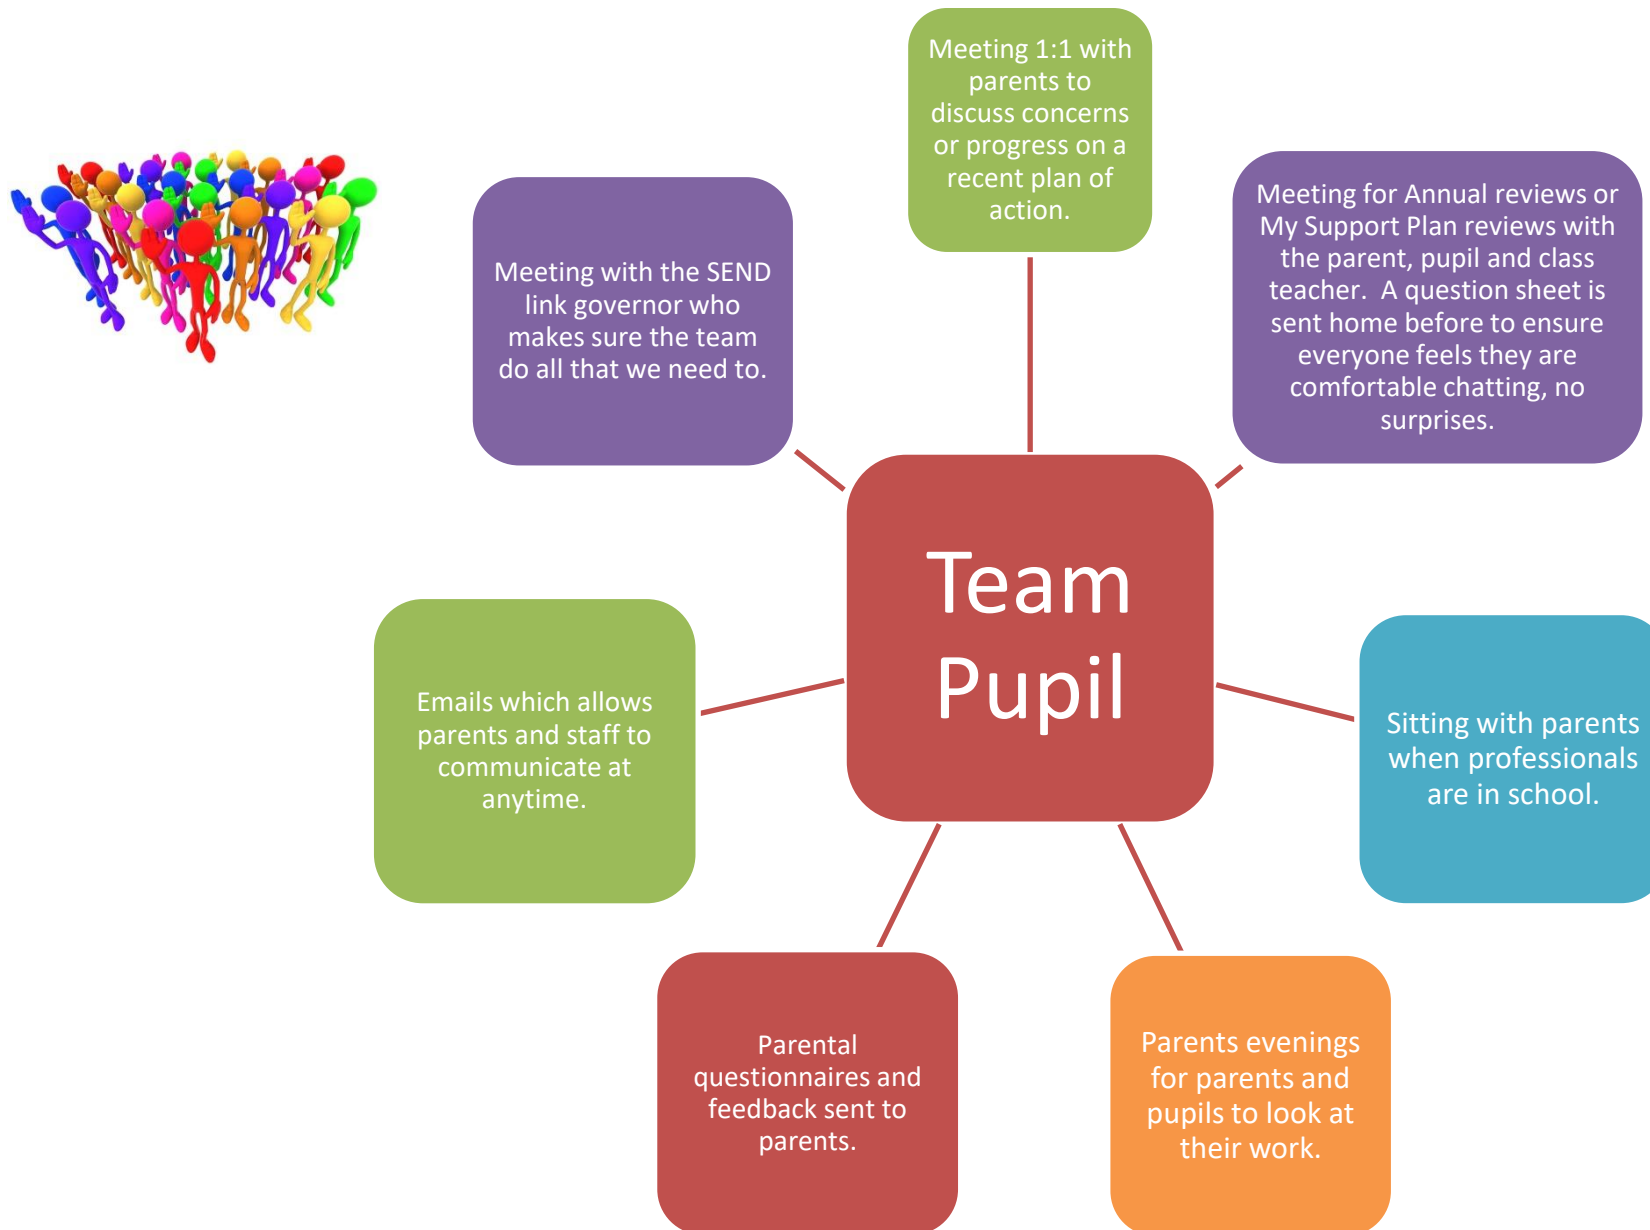 Meeting 1:1 with
parents to
discuss concerns
or progress on a
recent plan of
action.
Meeting for Annual reviews or
My Support Plan reviews with
the parent, pupil and class
teacher.  A question sheet is
sent home before to ensure
everyone feels they are
comfortable chatting, no
surprises.
Meeting with the SEND
link governor who
makes sure the team
do all that we need to.
Team
Pupil
Emails which allows
parents and staff to
communicate at
anytime.
Sitting with parents
when professionals
are in school.
Parental
questionnaires and
feedback sent to
parents.
Parents evenings
for parents and
pupils to look at
their work.